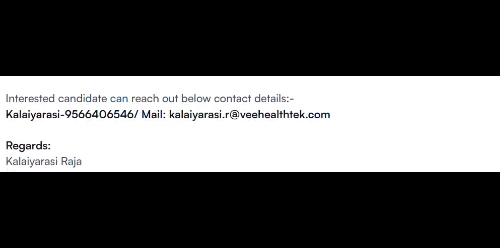 Interested candidate can reach out below contact details:-
Kalaiyarasi-9566406546/ Mail: kalaiyarasi.r@veehealthtek.com
Regards:
Kalaiyarasi Raja